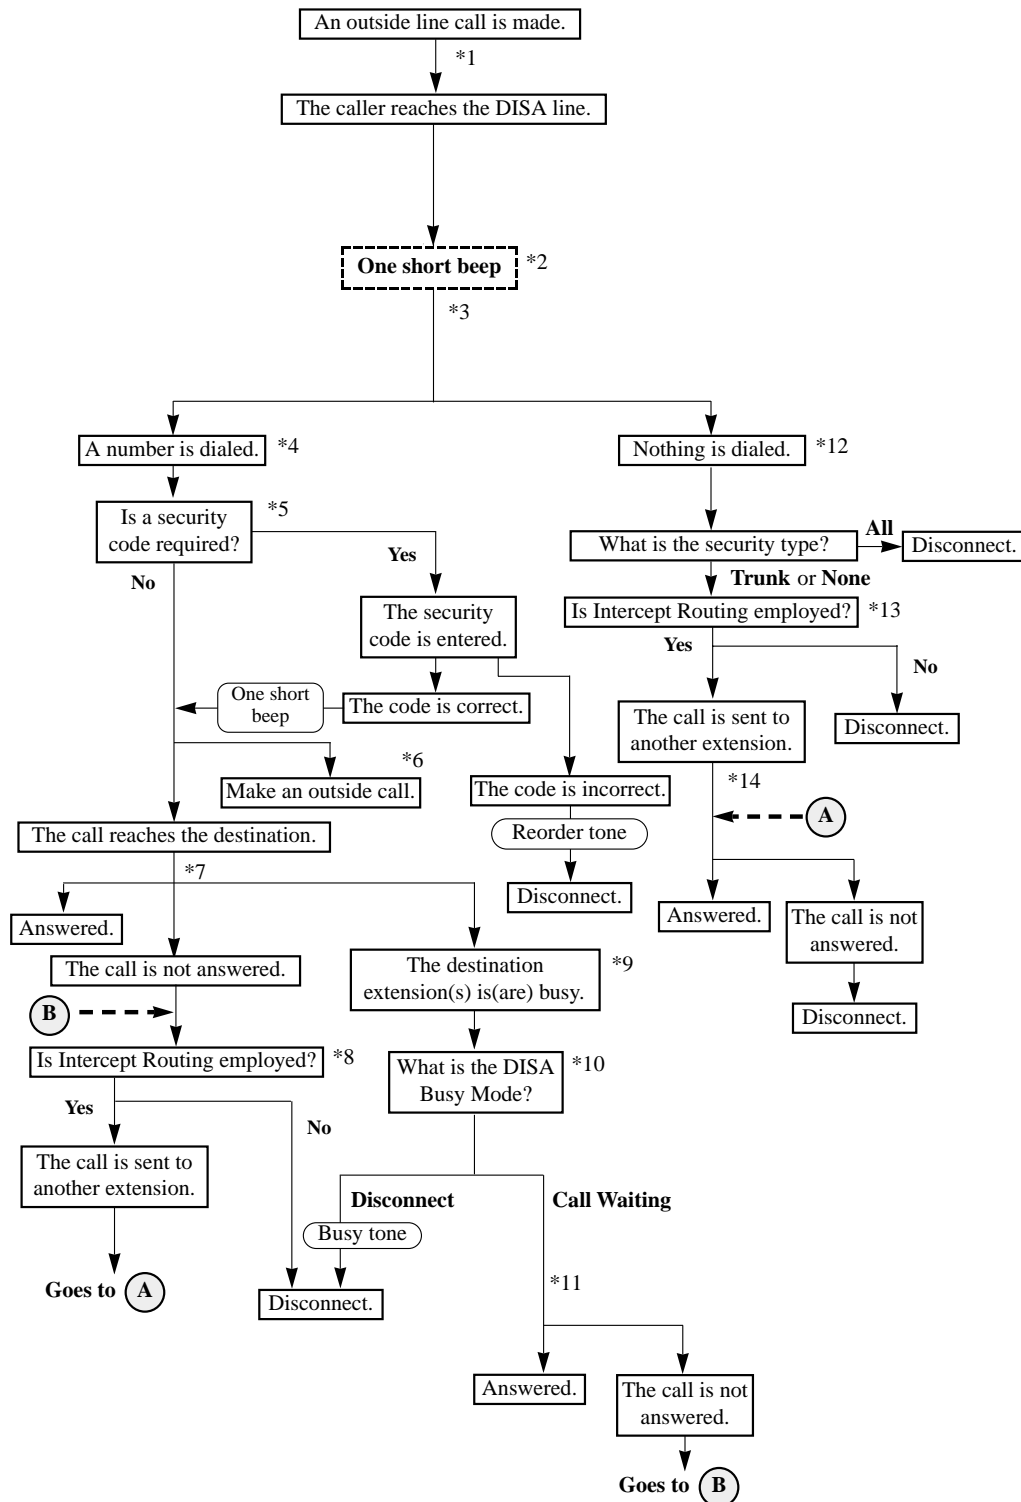 An outside line call is made.
*1
The caller reaches the DISA line.
One short beep
*2
*3
A number is dialed.
*4
Nothing is dialed.
*12
Is a security
code required?
*5
Yes
No
What is the security type?
All
Disconnect.
Trunk or None
The security
code is entered.
Is Intercept Routing employed?
*13
Yes
No
One short
beep
The code is correct.
The call is sent to
another extension.
Disconnect.
*6
Make an outside call.
The code is incorrect.
*14
A
Reorder tone
The call reaches the destination.
*7
Disconnect.
Answered.
Answered.
The call is not
answered.
The call is not answered.
The destination
extension(s) is(are) busy.
*9
Disconnect.
B
Is Intercept Routing employed?
*8
What is the DISA
Busy Mode?
*10
Yes
No
The call is sent to
another extension.
Disconnect
Call Waiting
Busy tone
Goes to A
Disconnect.
*11
Answered.
The call is not
answered.
Goes to B